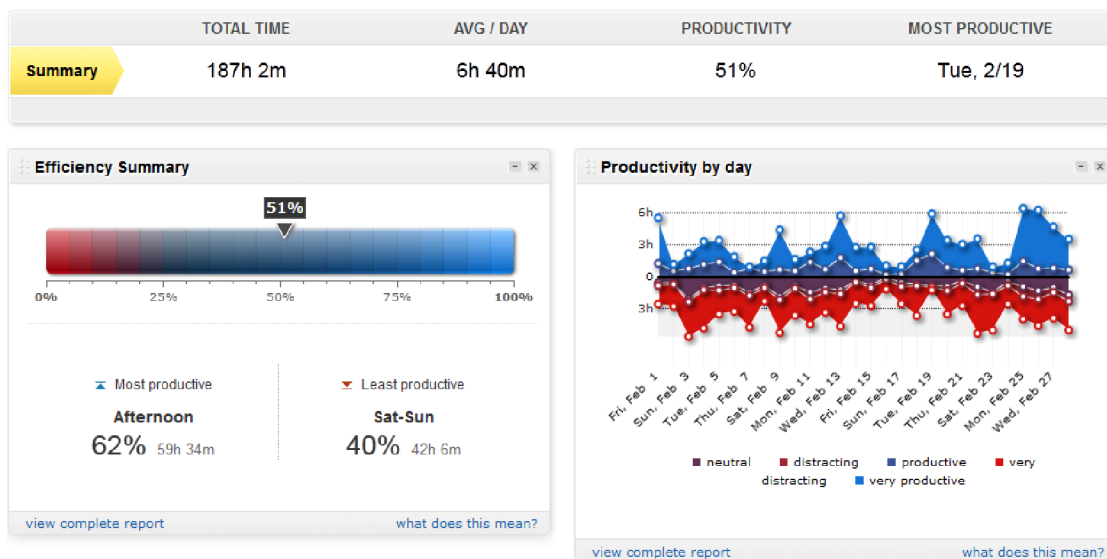 TOTAL TIME AVG / DAY PRODUCTIVITY MOST PRODUCTIVE
Summary 187h 2m 6h 40m 51% Tue, 2/19
Efficiency Summary
51%
0% 25% 50% 75% 100%
Most productive
Afternoon
62% 59h 34m
Least productive
Sat-Sun
40% 42h 6m
view complete report what does this mean?
Productivity by day
6h
3h
0
3h
Fri, Feb 1
Sun, Feb 3
Tue, Feb 5
Thu, Feb 7
Sat, Feb 9
Mon, Feb 11
Wed, Feb 13
Fri, Feb 15
Sun, Feb 17
Tue, Feb 19
Thu, Feb 21
Sat, Feb 23
Mon, Feb 25
Wed, Feb 27
neutral distracting productive very
distracting very productive
view complete report what does this mean?